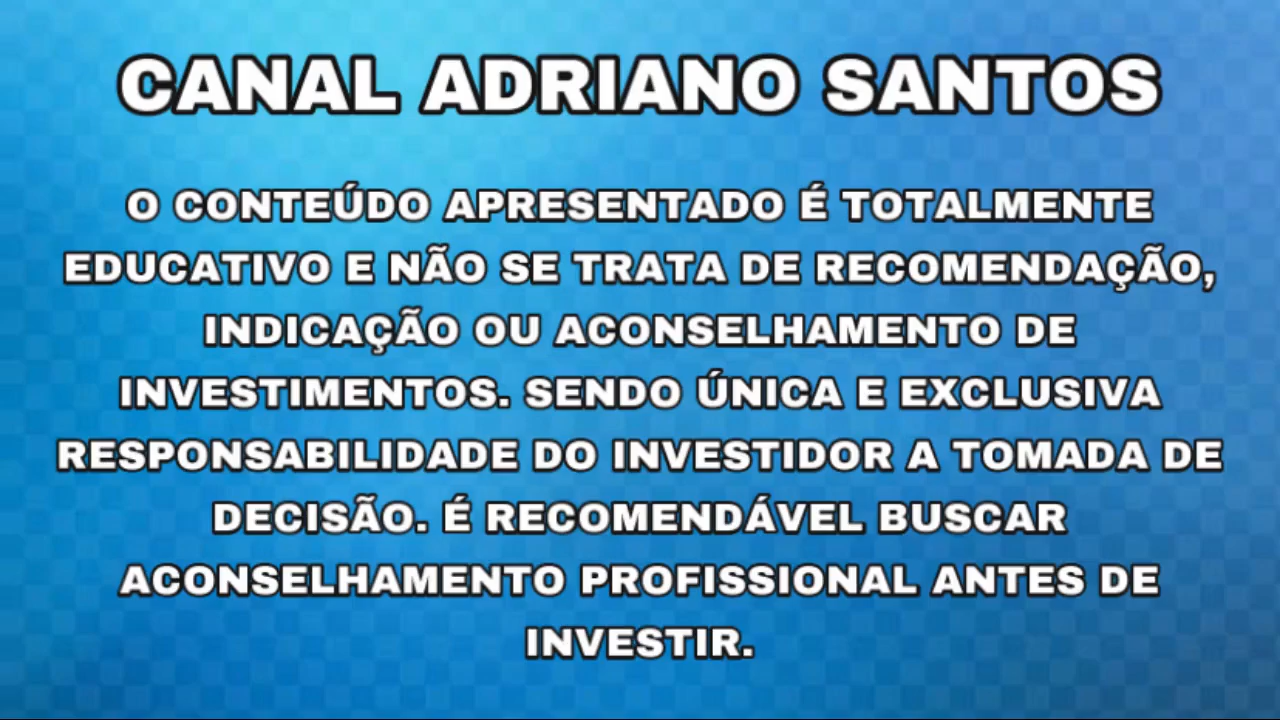 CANAL ADRIANO SANTOS
O CONTEÚDO APRESENTADO É TOTALMENTE
EDUCATIVO E NÃO SE TRATA DE RECOMENDAÇÃO,
INDICAÇÃO OU ACONSELHAMENTO DE
INVESTIMENTOS. SENDO ÚNICA E EXCLUSIVA
RESPONSABILIDADE DO INVESTIDOR A TOMADA DE
DECISÃO. É RECOMENDÁVEL BUSCAR
ACONSELHAMENTO PROFISSIONAL ANTES DE
INVESTIR.